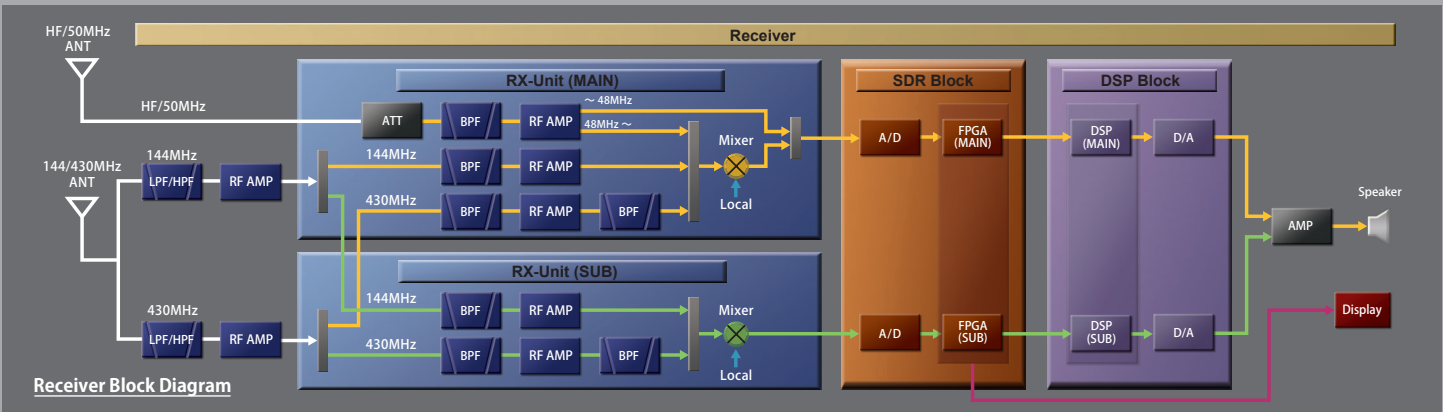 HF/50MHz
ANT
Receiver
RX-Unit (MAIN)
SDR Block
DSP Block
HF/50MHz
ATT
BPF
RF AMP
～ 48MHz
48MHz ～
Mixer
A/D
FPGA
(MAIN)
DSP
(MAIN)
D/A
144/430MHz
ANT
144MHz
LPF/HPF
RF AMP
144MHz
BPF
RF AMP
430MHz
BPF
RF AMP
BPF
Local
Speaker
AMP
RX-Unit (SUB)
144MHz
BPF
RF AMP
Mixer
430MHz
LPF/HPF
RF AMP
430MHz
BPF
RF AMP
BPF
Local
A/D
FPGA
(SUB)
DSP
(SUB)
D/A
Display
Receiver Block Diagram